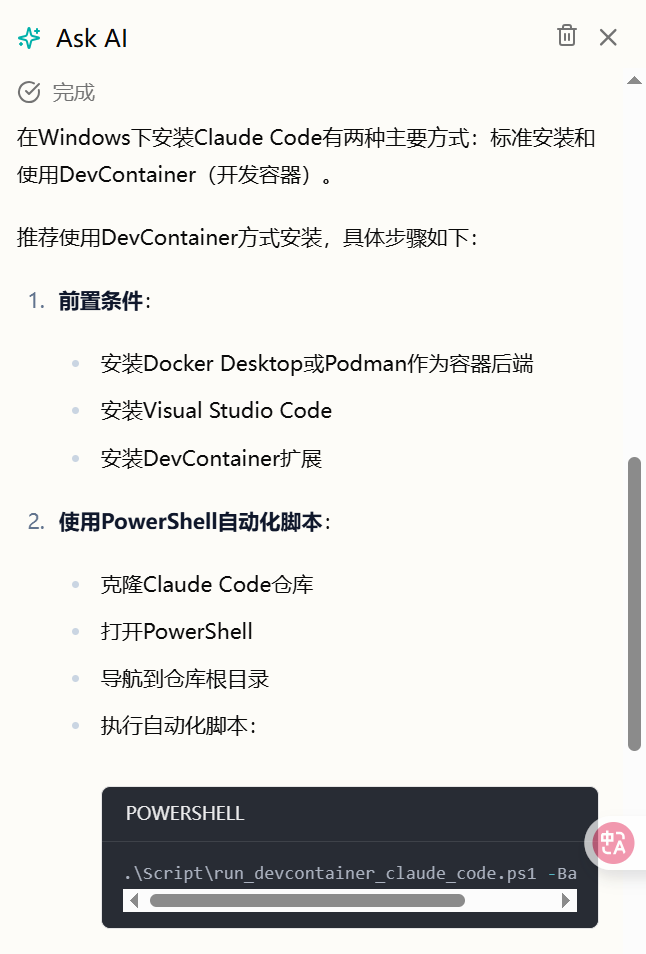 Ask AI
完成
在Windows下安装Claude Code有两种主要方式：标准安装和
使用DevContainer（开发容器）。
推荐使用DevContainer方式安装，具体步骤如下：
1. 前置条件：
安装Docker Desktop或Podman作为容器后端
安装Visual Studio Code
安装DevContainer扩展
2. 使用PowerShell自动化脚本：
克隆Claude Code仓库
打开PowerShell
导航到仓库根目录
执行自动化脚本：
POWERSHELL
.\Script\run_devcontainer_claude_code.ps1 -Ba
中A